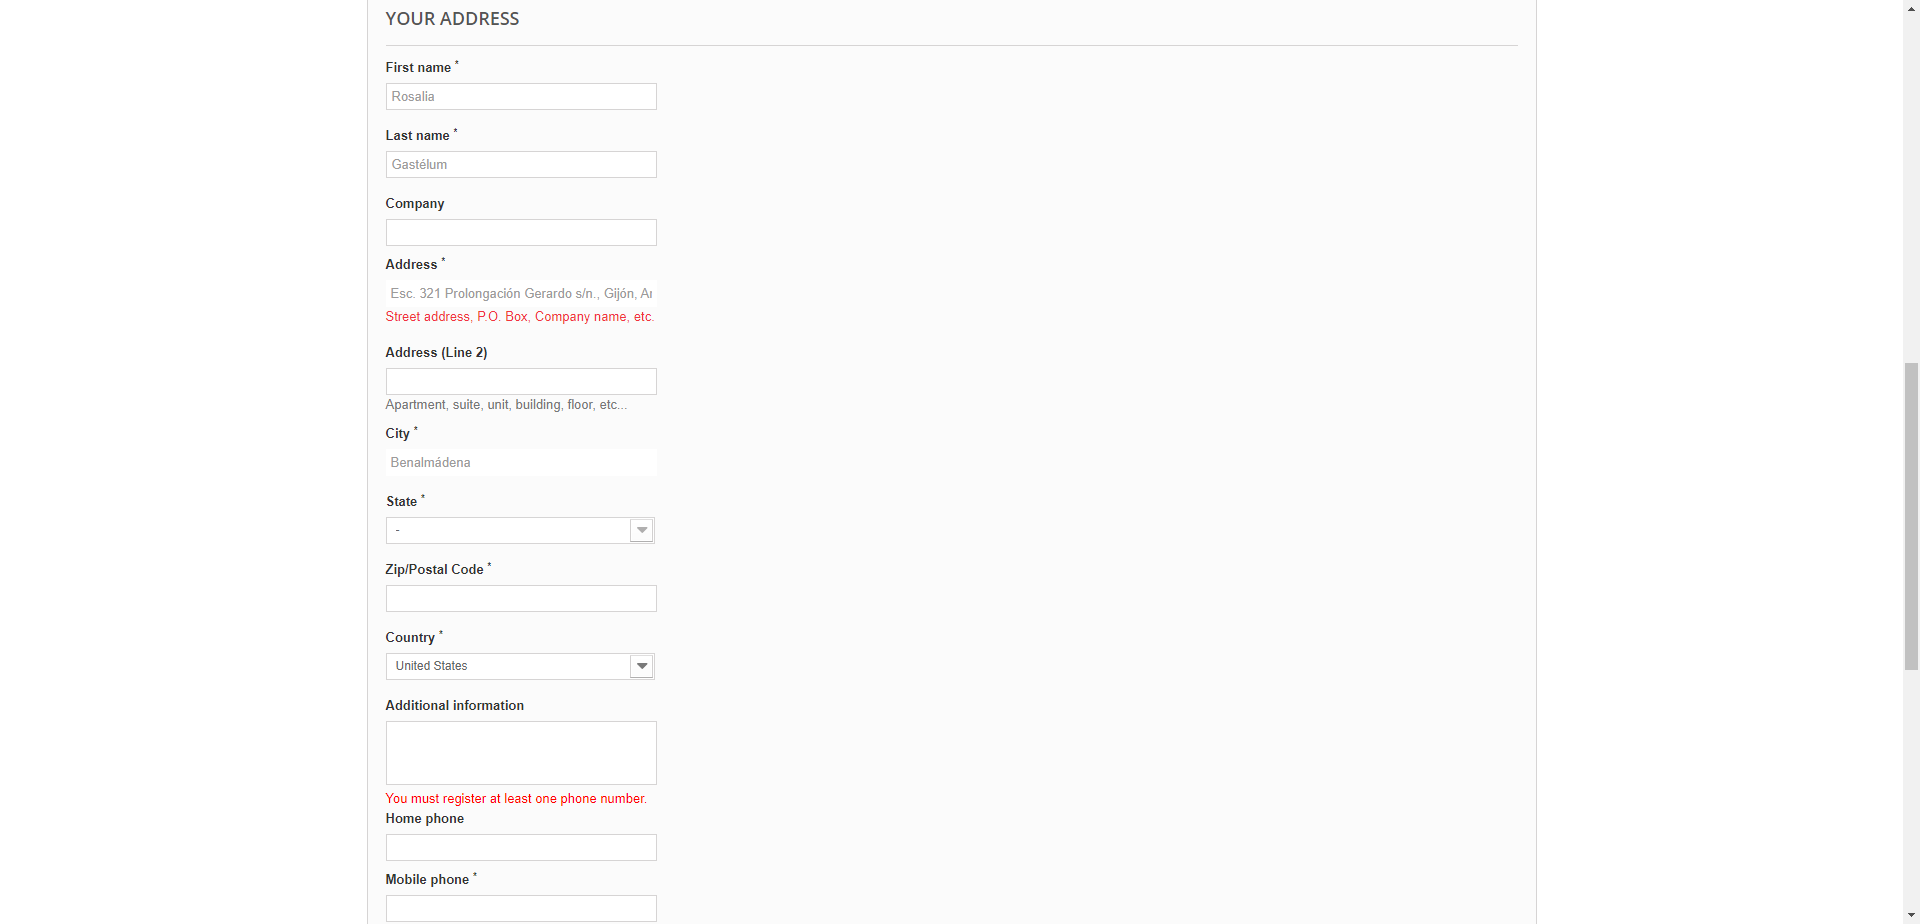 YOUR ADDRESS
First name *
Rosalia
Last name *
Gastélum
Company
Address *
Esc. 321 Prolongación Gerardo s/n., Gijón,
Street address, P.O. Box, Company name, etc.
Address (Line 2)
Apartment, suite, unit, building, floor, etc...
City *
Benalmádena
State *
-
Zip/Postal Code *
Country *
United States
Additional information
You must register at least one phone number.
Home phone
Mobile phone *